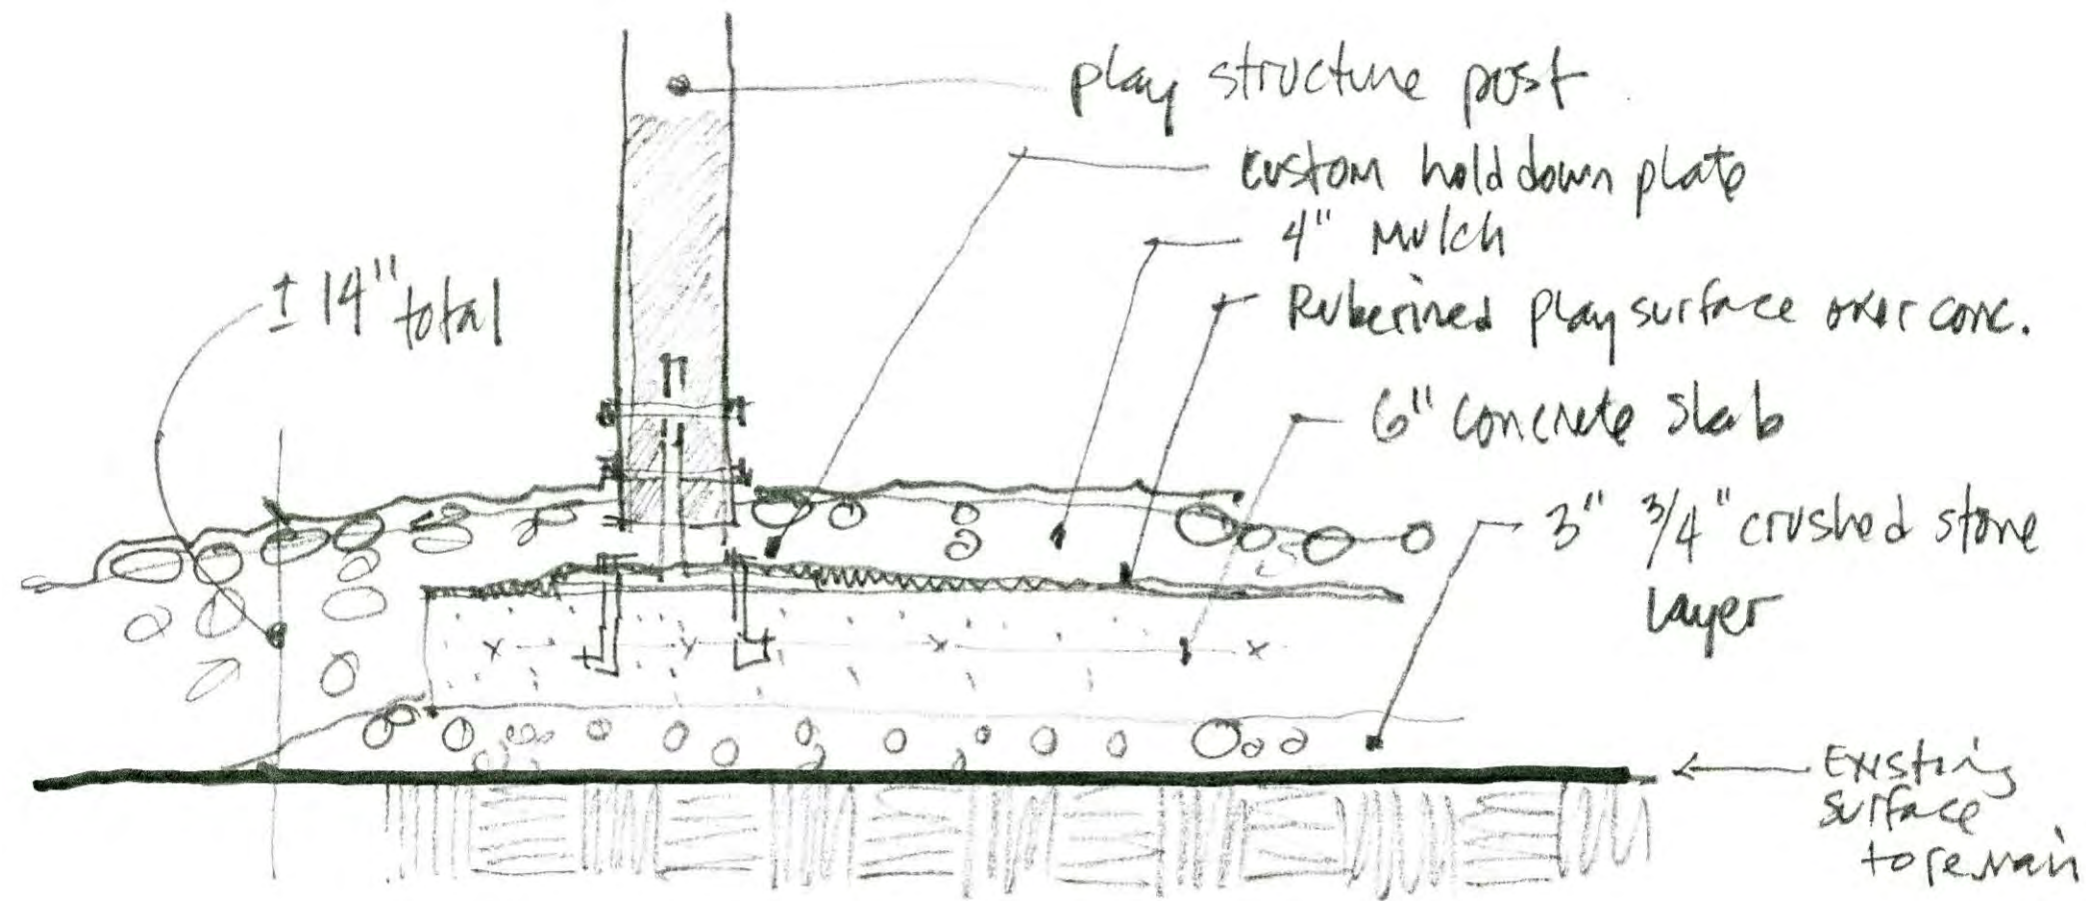 play structure post
custom hold down plate
4" mulch
Ruberized play surface over conc.
± 14" total
6" concrete slab
3" 3/4" crushed stone
layer
Existing
surface
to remain